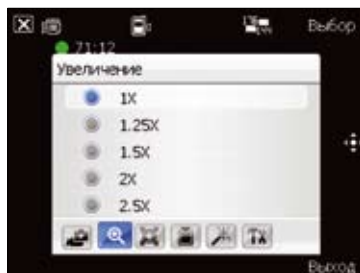 Выбор
71:12
Увеличение
1X
1.25X
1.5X
2X
2.5X
Выход